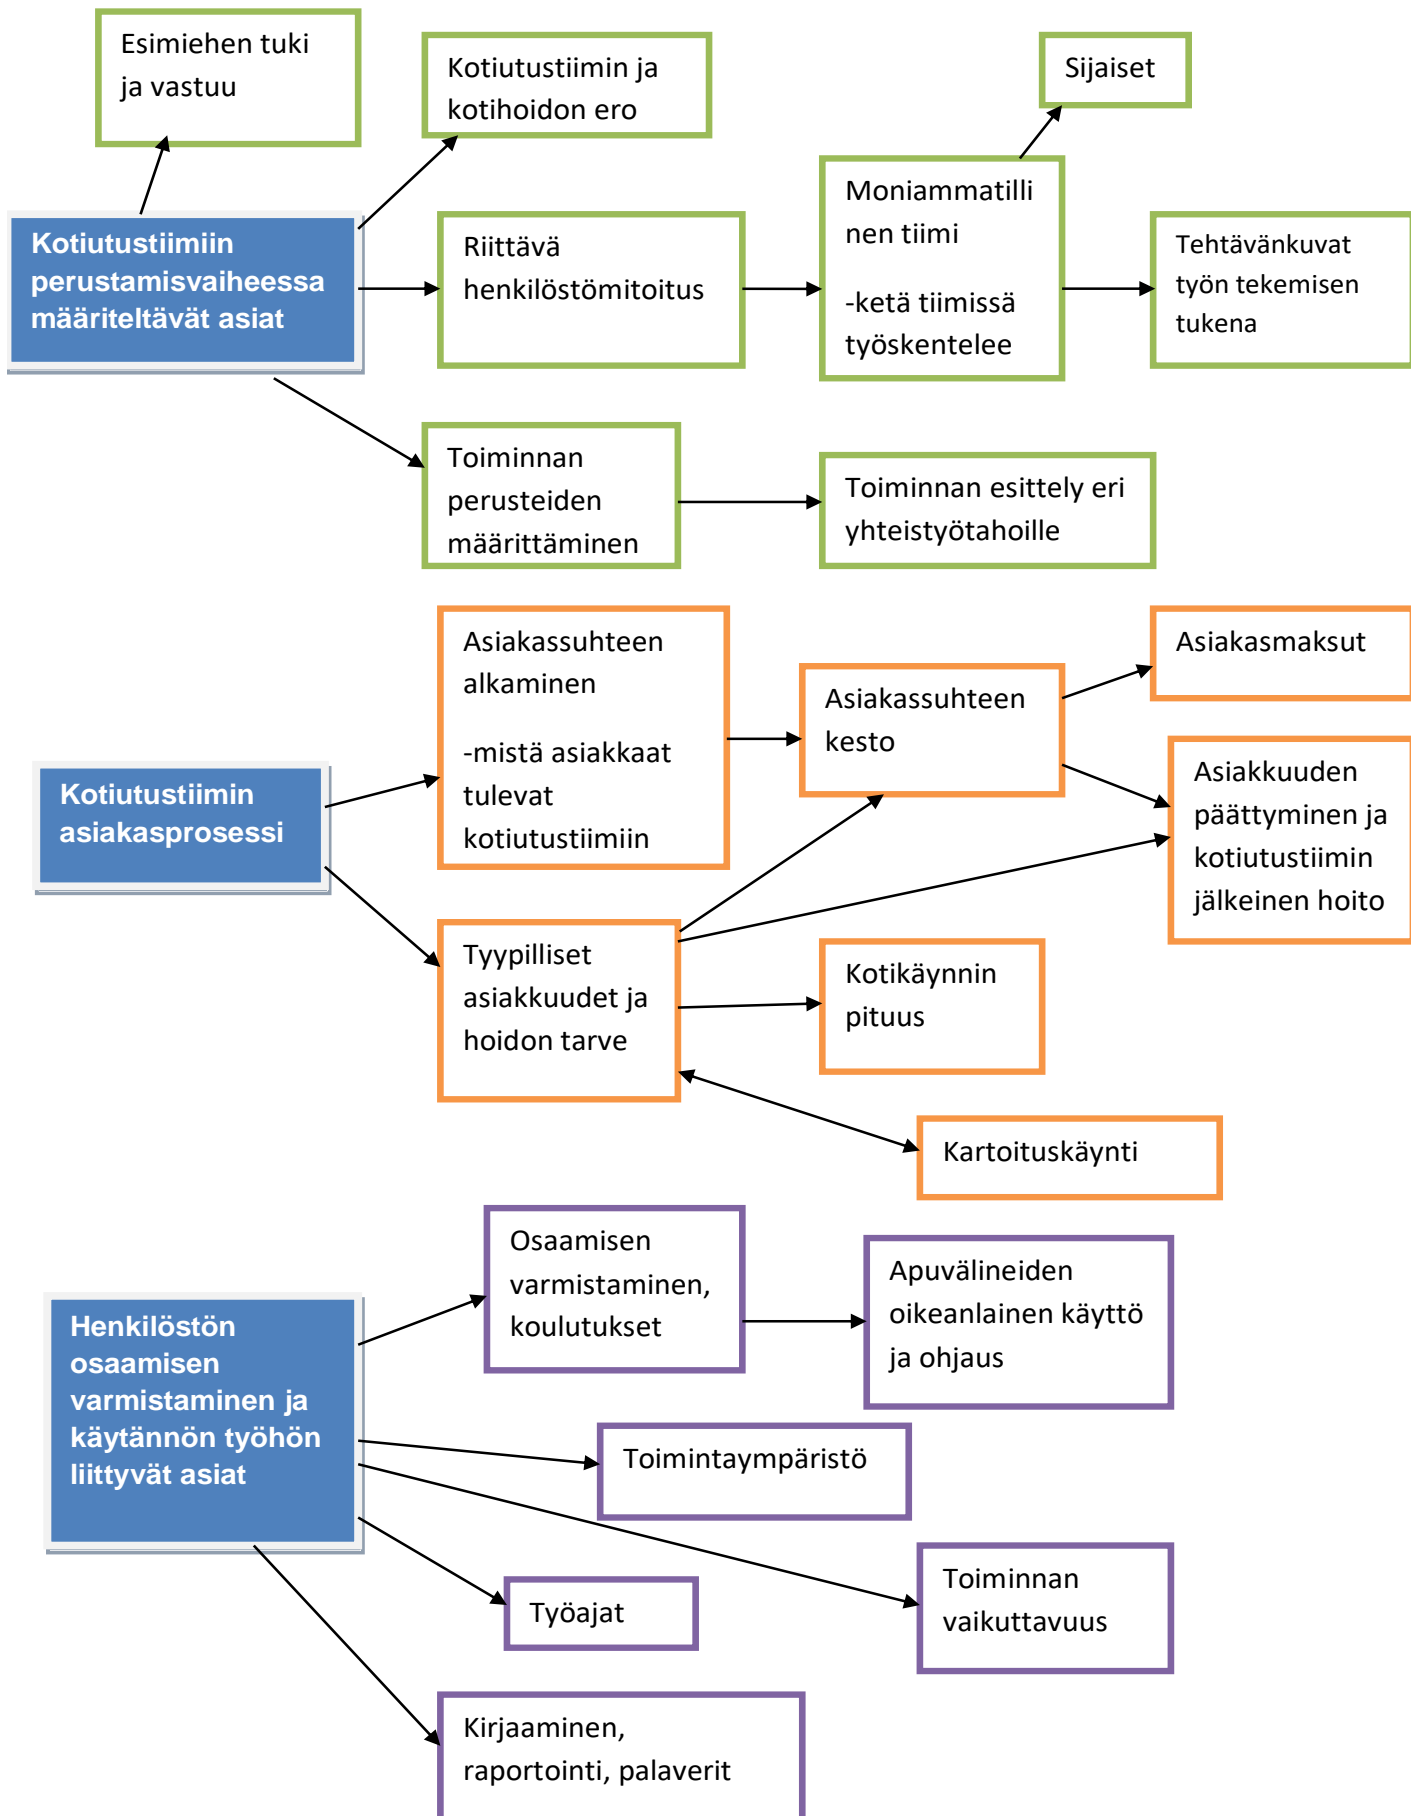 Esimiehen tuki
ja vastuu
Kotiutustiimin ja
kotihoidon ero
Sijaiset
Kotiutustiimiin
perustamisvaiheessa
määriteltävät asiat
Riittävä
henkilöstömitoitus
Moniammatilli
nen tiimi
-ketä tiimissä
työskentelee
Tehtävänkuvat
työn tekemisen
tukena
Toiminnan
perusteiden
määrittäminen
Toiminnan esittely eri
yhteistyötahoille
Kotiutustiimin
asiakasprosessi
Asiakassuhteen
alkaminen
-mistä asiakkaat
tulevat
kotiutustiimiin
Asiakassuhteen
kesto
Asiakasmaksut
Asiakkuuden
päättyminen ja
kotiutustiimin
jälkeinen hoito
Tyypilliset
asiakkuudet ja
hoidon tarve
Kotikäynnin
pituus
Kartoituskäynti
Henkilöstön
osaamisen
varmistaminen ja
käytännön työhön
liittyvät asiat
Osaamisen
varmistaminen,
koulutukset
Apuvälineiden
oikeanlainen käyttö
ja ohjaus
Toimintaympäristö
Toiminnan
vaikuttavuus
Työajat
Kirjaaminen,
raportointi, palaverit